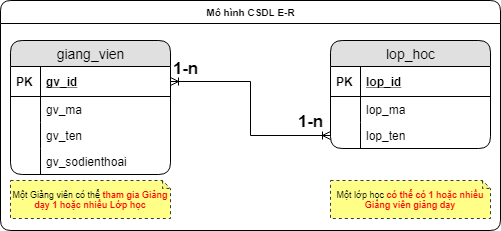 Mô hình CSDL E-R
giang_vien
PK gv_id
gv_ma
gv_ten
gv_sodienthoai
1-n
1-n
lop_hoc
PK lop_id
lop_ma
lop_ten
Một Giảng viên có thể tham gia Giảng
dạy 1 hoặc nhiều Lớp học
Một lớp học có thể có 1 hoặc nhiều
Giảng viên giảng dạy